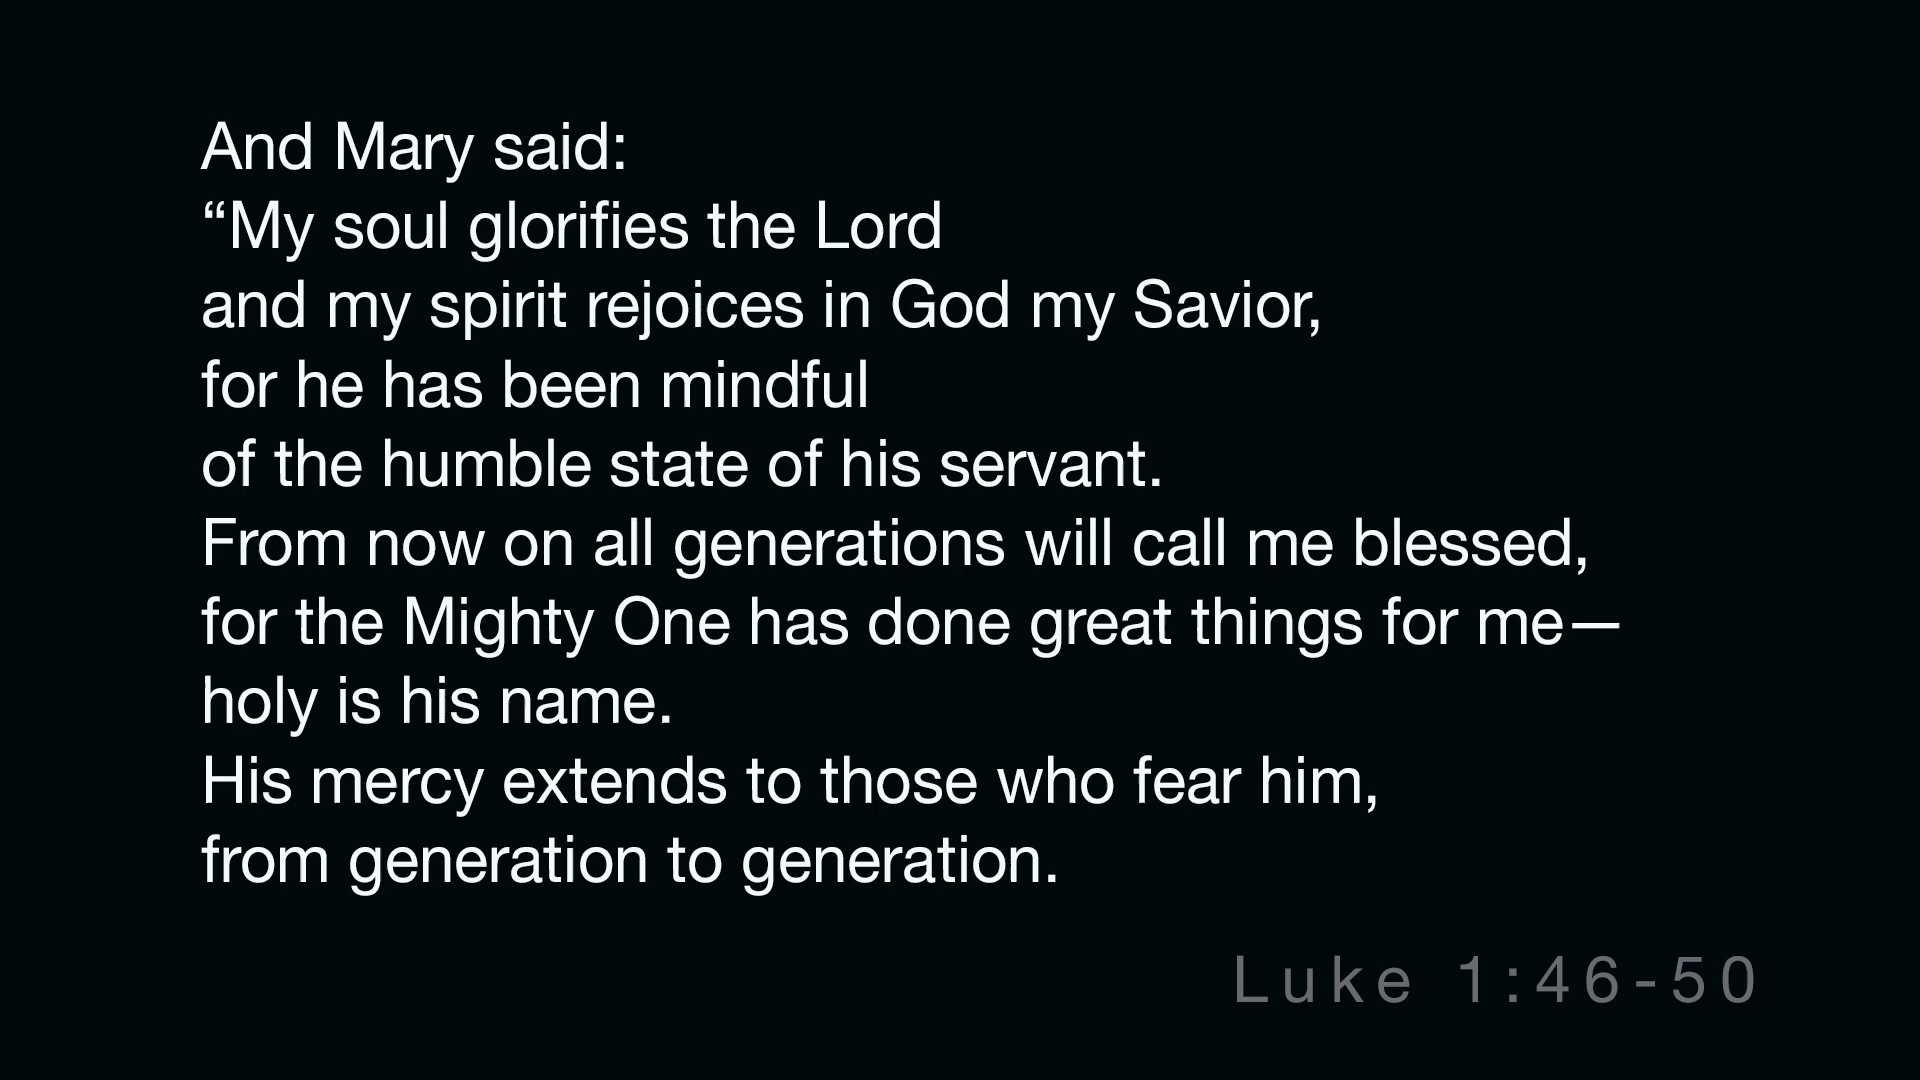 And Mary said:
“My soul glorifies the Lord
and my spirit rejoices in God my Savior,
for he has been mindful
of the humble state of his servant.
From now on all generations will call me blessed,
for the Mighty One has done great things for me—
holy is his name.
His mercy extends to those who fear him,
from generation to generation.
Luke 1:46-50